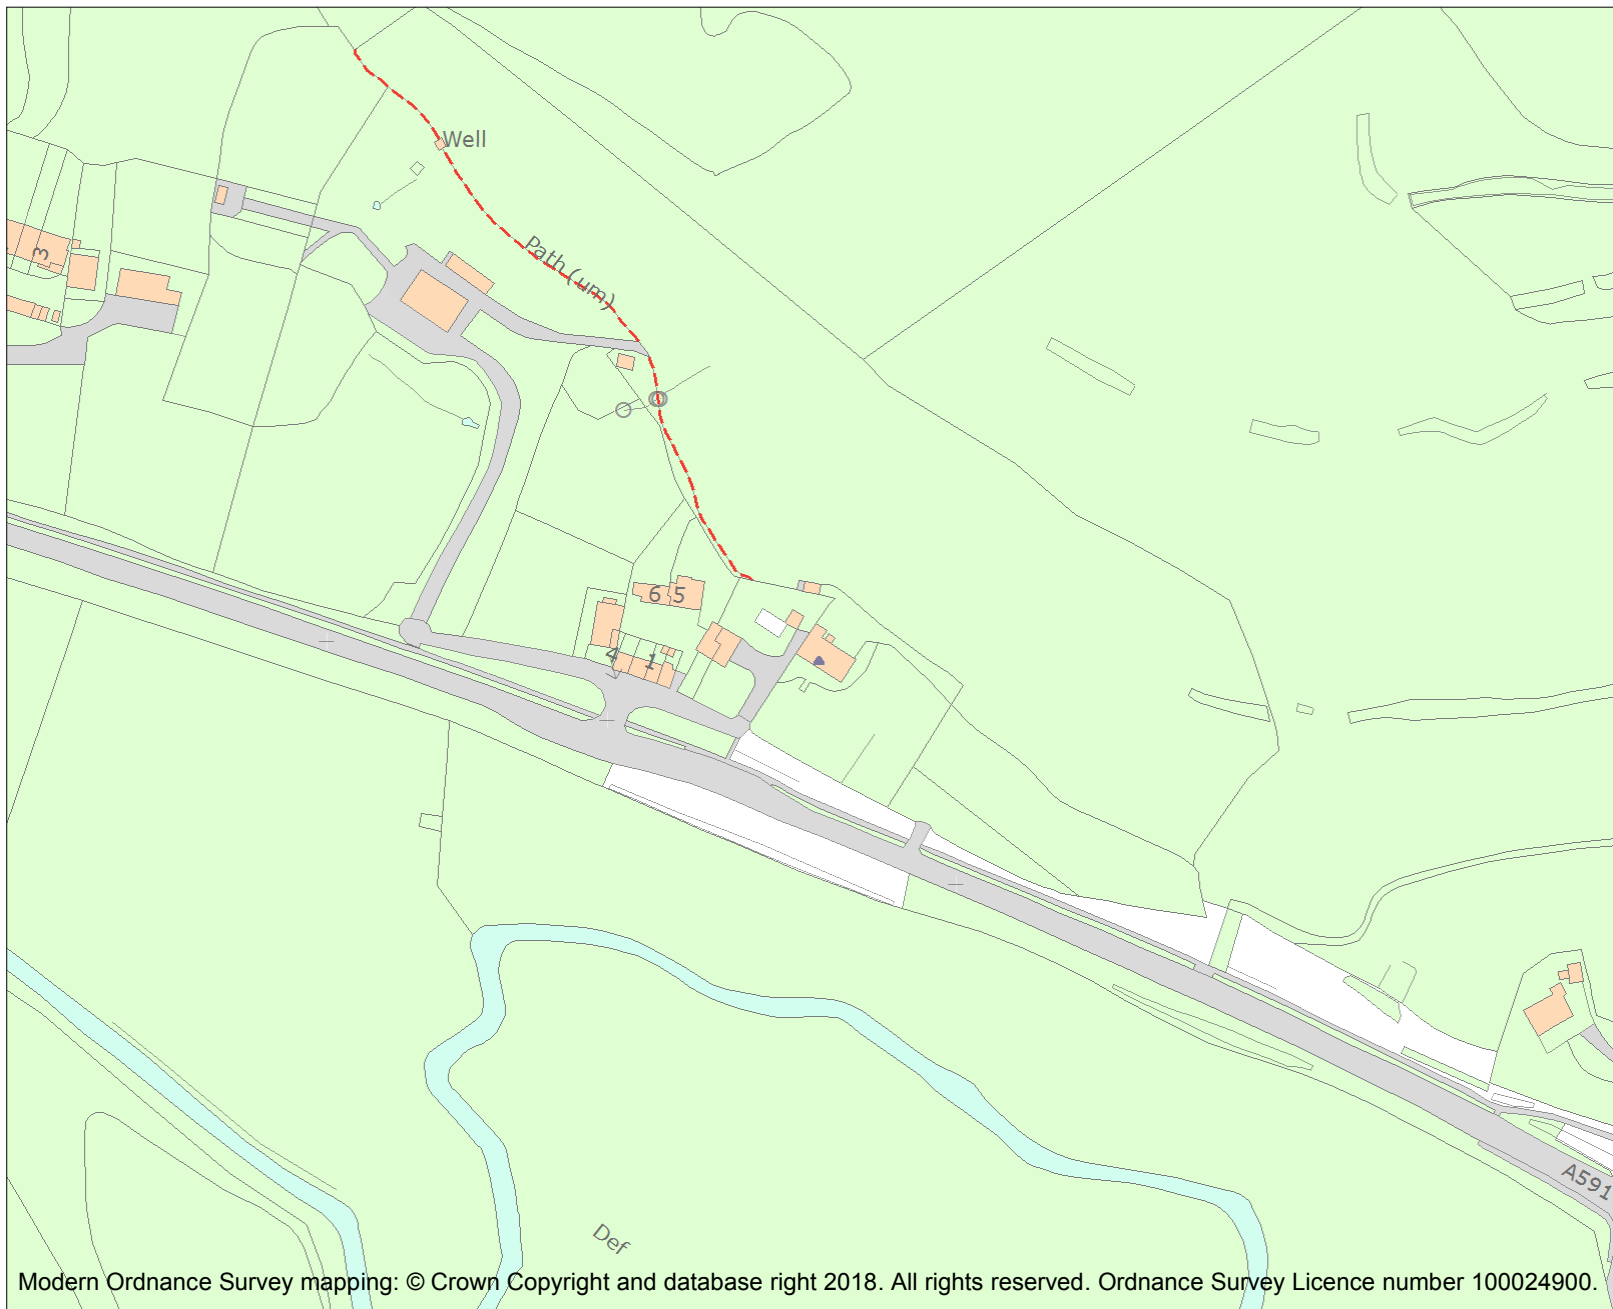 Well
3
Path (um)
6 5
4
1
A591
Def
Modern Ordnance Survey mapping: © Crown Copyright and database right 2018. All rights reserved. Ordnance Survey Licence number 100024900.